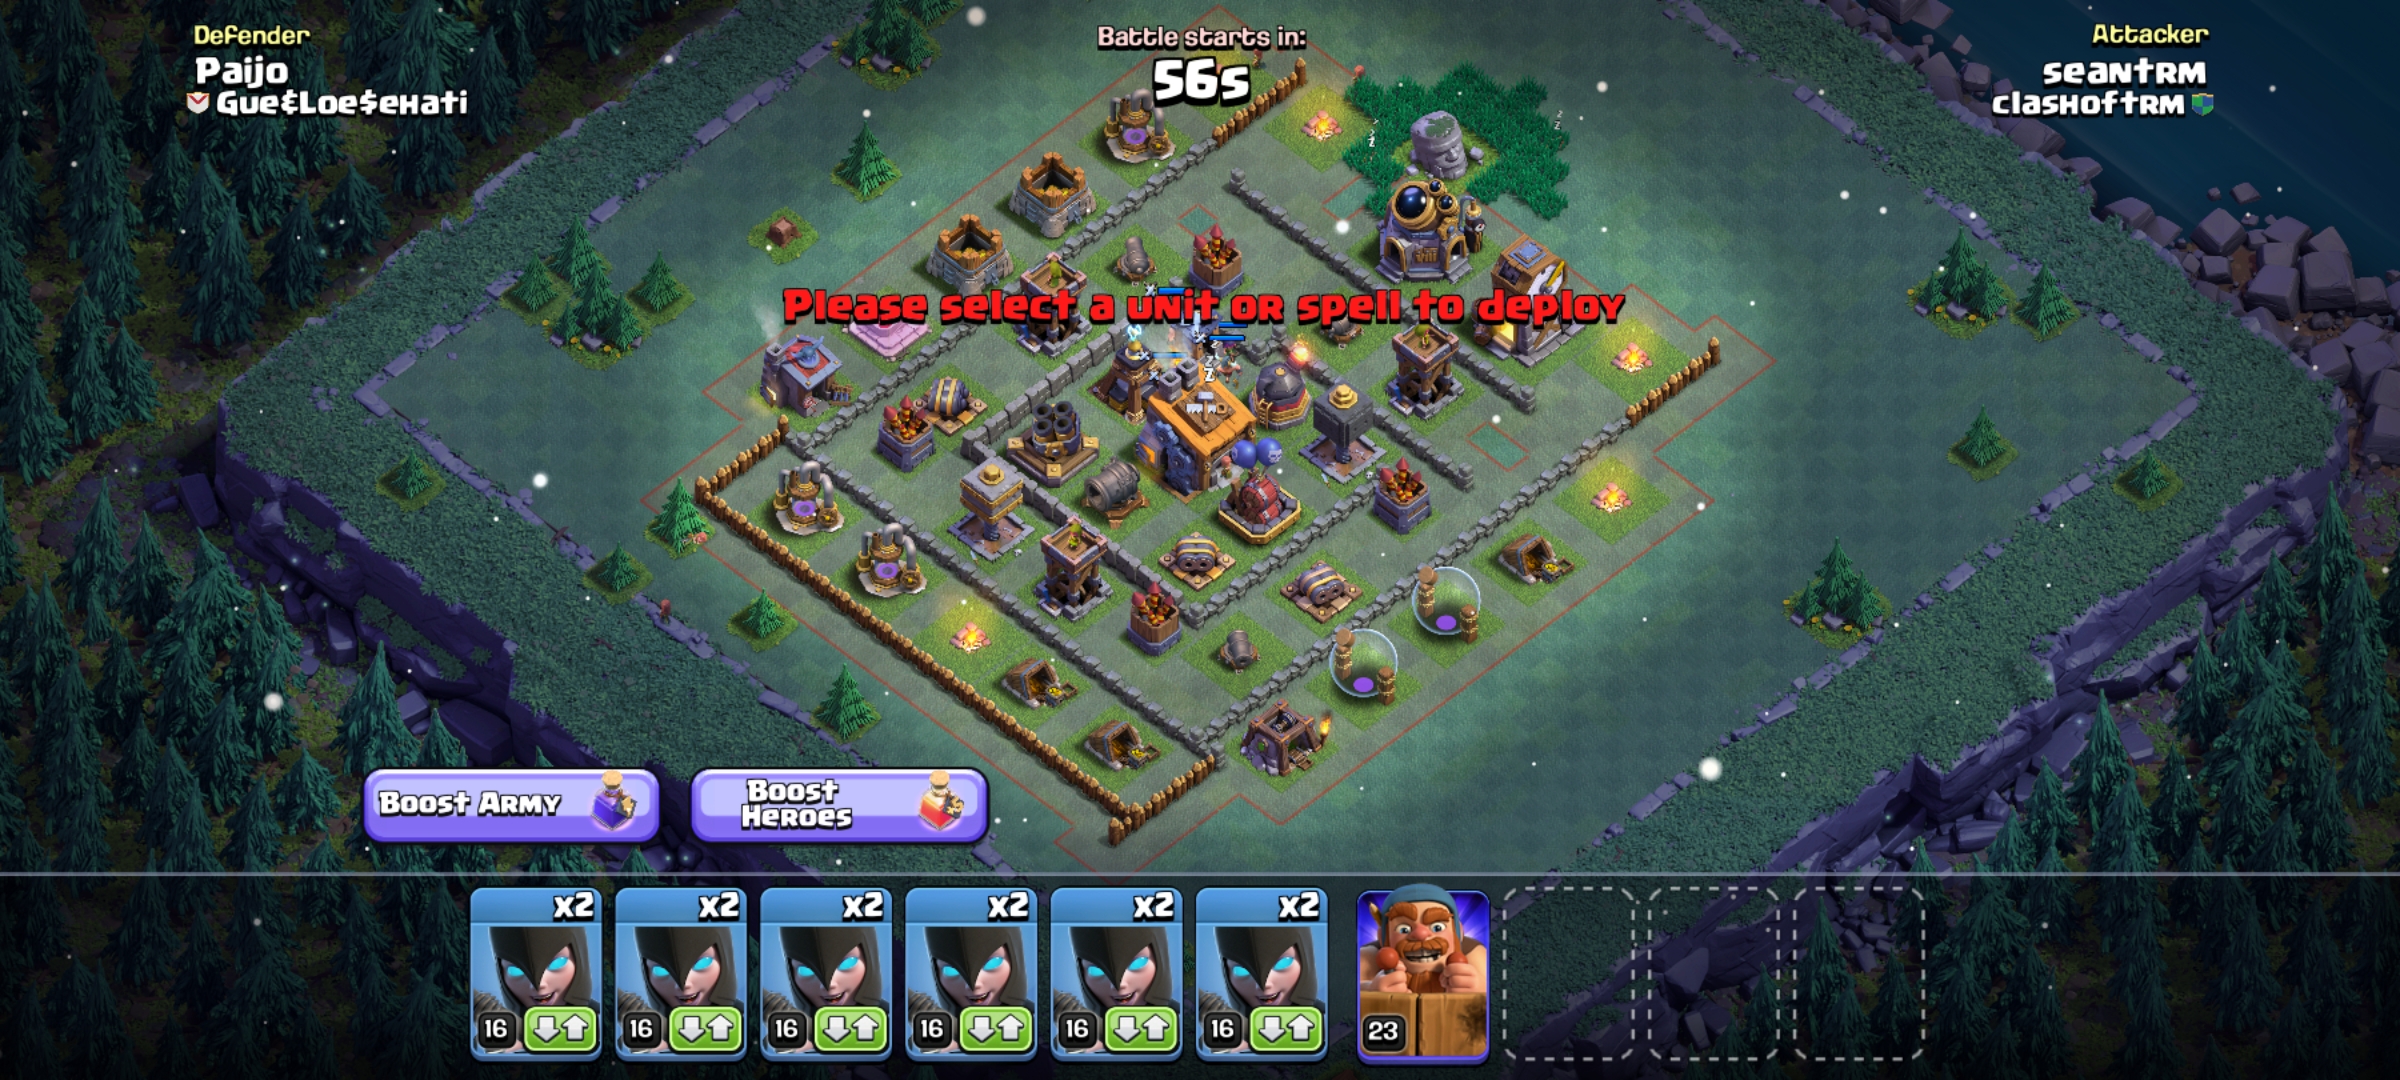 Defender
Paijo
Gue$Loe$eHati
Battle starts in:
56s
Attacker
seantRM
clashoftRM
Please select a unit or spell to deploy
Boost Army
Boost
Heroes
x2
x2
x2
x2
x2
x2
16
16
16
16
16
16
23